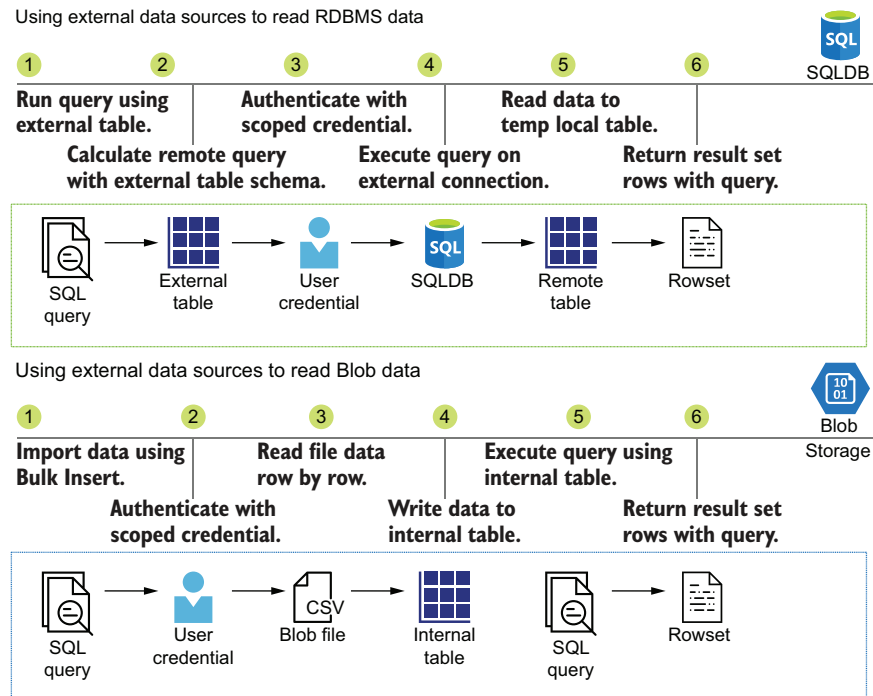 Using external data sources to read RDBMS data
SQL
SQLDB
1
2
3
4
5
6
Run query using
external table.
Authenticate with
scoped credential.
Read data to
temp local table.
Calculate remote query
with external table schema.
Execute query on
external connection.
Return result set
rows with query.
SQL
query
External
table
User
credential
SQL
SQLDB
Remote
table
Rowset
Using external data sources to read Blob data
10
01
Blob
Storage
1
2
3
4
5
6
Import data using
Bulk Insert.
Read file data
row by row.
Execute query using
internal table.
Authenticate with
scoped credential.
Write data to
internal table.
Return result set
rows with query.
SQL
query
User
credential
CSV
Blob file
Internal
table
SQL
query
Rowset